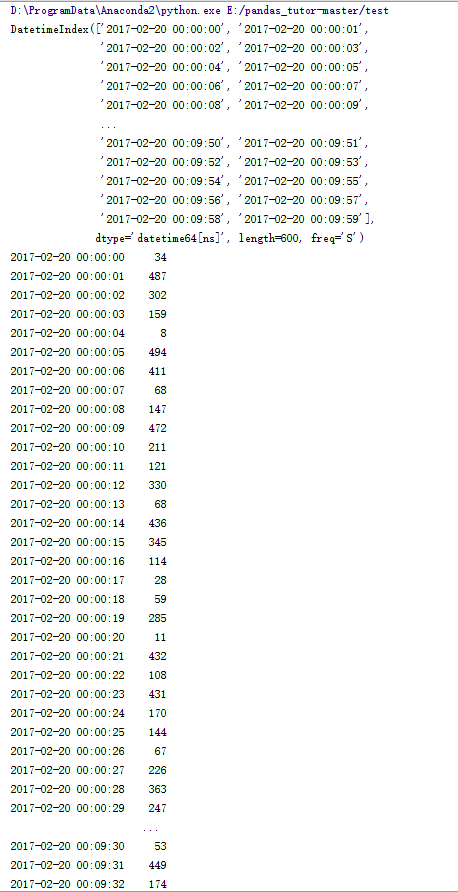 D:\ProgramData\Anaconda2\python.exe E:/pandas_tutor-master/test
DatetimeIndex(['2017-02-20 00:00:00', '2017-02-20 00:00:01',
'2017-02-20 00:00:02', '2017-02-20 00:00:03',
'2017-02-20 00:00:04', '2017-02-20 00:00:05',
'2017-02-20 00:00:06', '2017-02-20 00:00:07',
'2017-02-20 00:00:08', '2017-02-20 00:00:09',
...
'2017-02-20 00:09:50', '2017-02-20 00:09:51',
'2017-02-20 00:09:52', '2017-02-20 00:09:53',
'2017-02-20 00:09:54', '2017-02-20 00:09:55',
'2017-02-20 00:09:56', '2017-02-20 00:09:57',
'2017-02-20 00:09:58', '2017-02-20 00:09:59'],
dtype='datetime64[ns]', length=600, freq='S')
2017-02-20 00:00:00 34
2017-02-20 00:00:01 487
2017-02-20 00:00:02 302
2017-02-20 00:00:03 159
2017-02-20 00:00:04 8
2017-02-20 00:00:05 494
2017-02-20 00:00:06 411
2017-02-20 00:00:07 68
2017-02-20 00:00:08 147
2017-02-20 00:00:09 472
2017-02-20 00:00:10 211
2017-02-20 00:00:11 121
2017-02-20 00:00:12 330
2017-02-20 00:00:13 68
2017-02-20 00:00:14 436
2017-02-20 00:00:15 345
2017-02-20 00:00:16 114
2017-02-20 00:00:17 28
2017-02-20 00:00:18 59
2017-02-20 00:00:19 285
2017-02-20 00:00:20 11
2017-02-20 00:00:21 432
2017-02-20 00:00:22 108
2017-02-20 00:00:23 431
2017-02-20 00:00:24 170
2017-02-20 00:00:25 144
2017-02-20 00:00:26 67
2017-02-20 00:00:27 226
2017-02-20 00:00:28 363
2017-02-20 00:00:29 247
...
2017-02-20 00:09:30 53
2017-02-20 00:09:31 449
2017-02-20 00:09:32 174